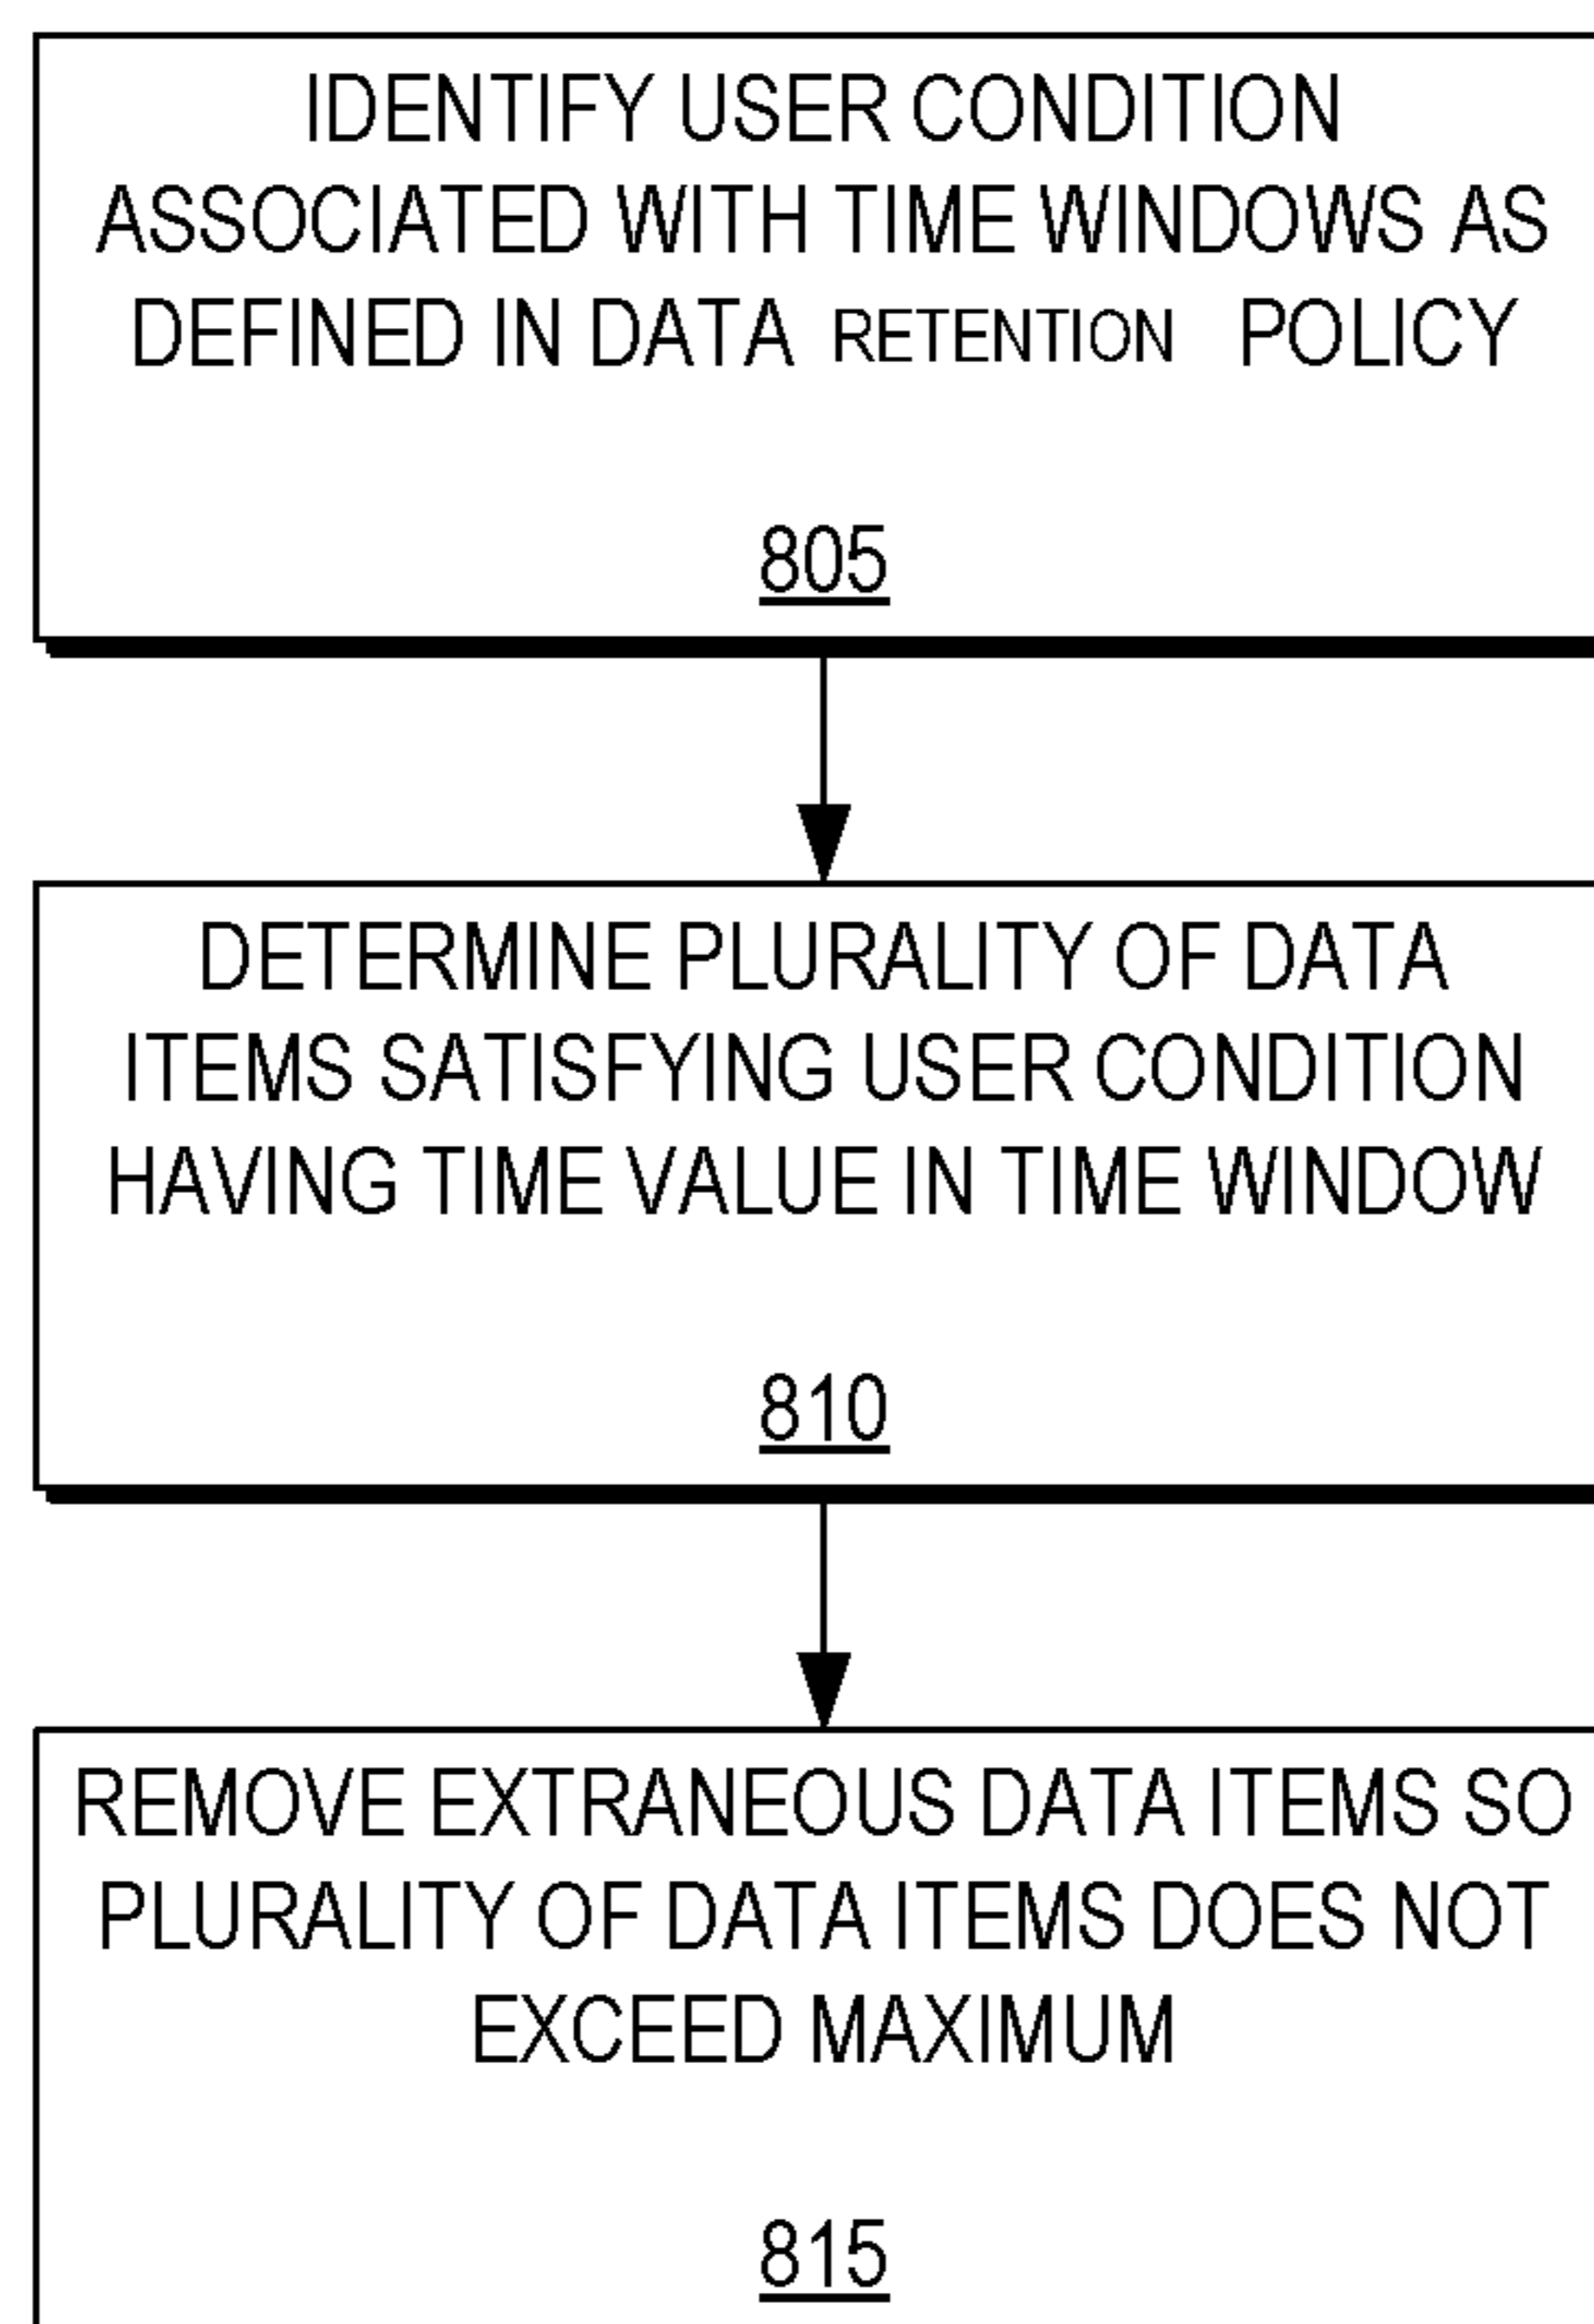 IDENTIFY USER CONDITION
ASSOCIATED WITH TIME WINDOWS AS
DEFINED IN DATA RETENTION POLICY
805
DETERMINE PLURALITY OF DATA
ITEMS SATISFYING USER CONDITION
HAVING TIME VALUE IN TIME WINDOW
810
REMOVE EXTRANEOUS DATA ITEMS SO
PLURALITY OF DATA ITEMS DOES NOT
EXCEED MAXIMUM
815